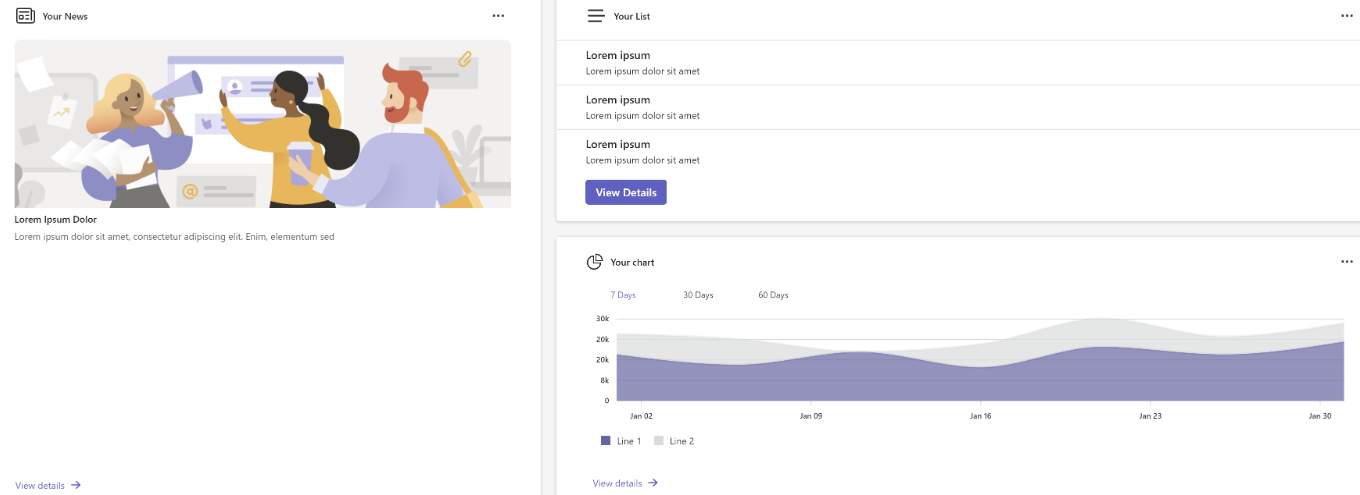 Your News
Lorem Ipsum Dolor
Lorem ipsum dolor sit amet, consectetur adipiscing elit. Enim, elementum sed
View details
Your List
Lorem ipsum
Lorem ipsum dolor sit amet
Lorem ipsum
Lorem ipsum dolor sit amet
Lorem ipsum
Lorem ipsum dolor sit amet
View Details
Your chart
7 Days 30 Days 60 Days
30k
20k
20k
8k
0
Jan 02 Jan 09 Jan 16 Jan 23 Jan 30
Line 1 Line 2
View details